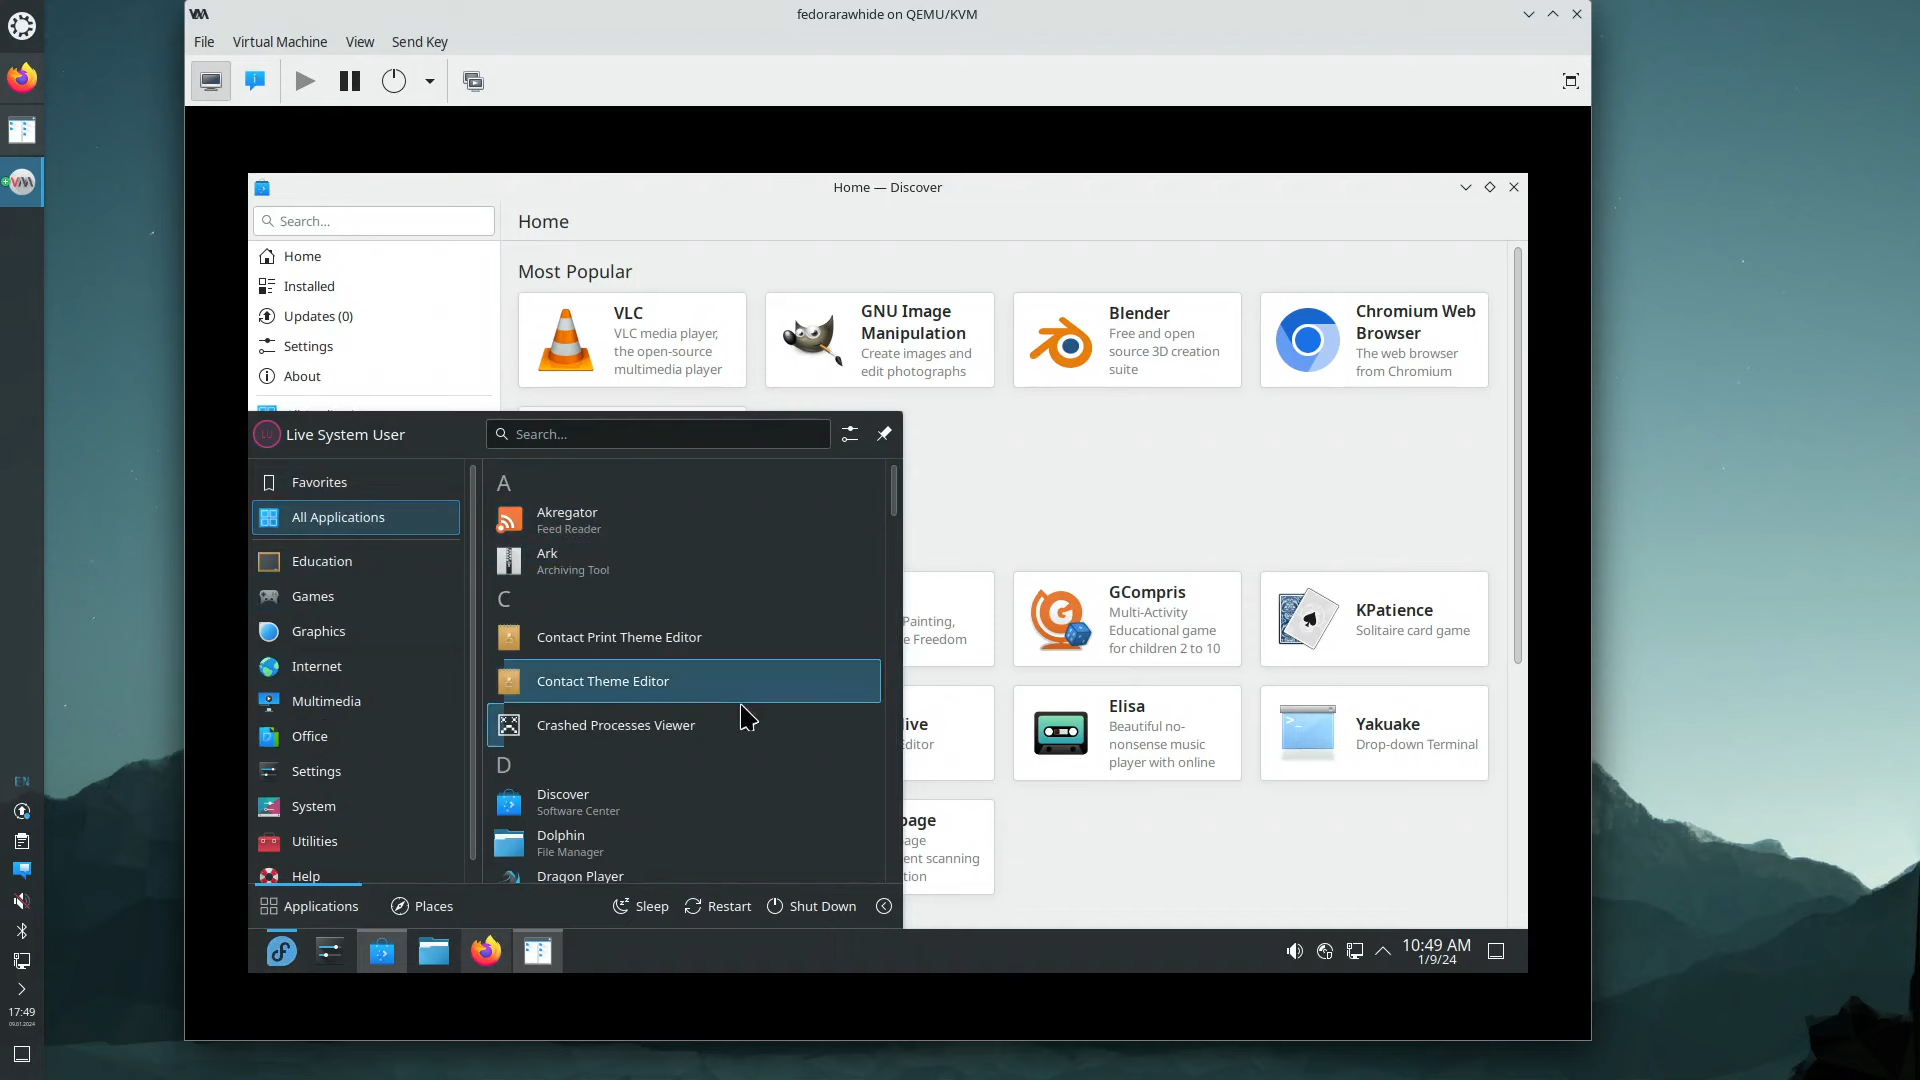 fedorarawhide on QEMU/KVM
File
Virtual Machine
View
Send Key
Home — Discover
Search...
Home
Home
Installed
Updates (0)
Settings
About
Most Popular
VLC
VLC media player,
the open-source
multimedia player
GNU Image
Manipulation
Create images and
edit photographs
Blender
Free and open
source 3D creation
suite
Chromium Web
Browser
The web browser
from Chromium
LU
Live System User
Search...
Favorites
All Applications
Education
Games
Graphics
Internet
Multimedia
Office
Settings
System
Utilities
Help
A
Akregator
Feed Reader
Ark
Archiving Tool
C
Contact Print Theme Editor
Contact Theme Editor
Crashed Processes Viewer
D
Discover
Software Center
Dolphin
File Manager
Dragon Player
Applications
Places
Sleep
Restart
Shut Down
Painting,
e Freedom
GCompris
Multi-Activity
Educational game
for children 2 to 10
KPatience
Solitaire card game
ive
ditor
Elisa
Beautiful no-
nonsense music
player with online
Yakuake
Drop-down Terminal
page
age
ent scanning
tion
10:49 AM
1/9/24
EN
17:49
09.01.2024